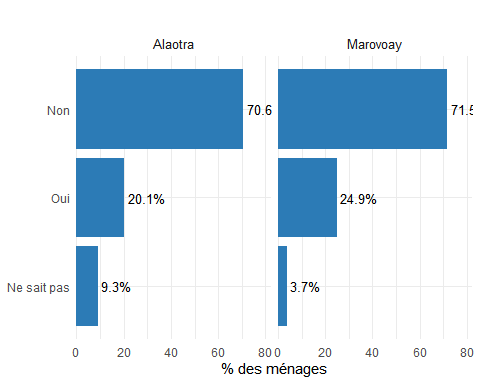 Alaotra Marovoay
Non 70.6 71.5
Oui 20.1% 24.9%
Ne sait pas 9.3% 3.7%
0 20 40 60 80 0 20 40 60 80
% des ménages